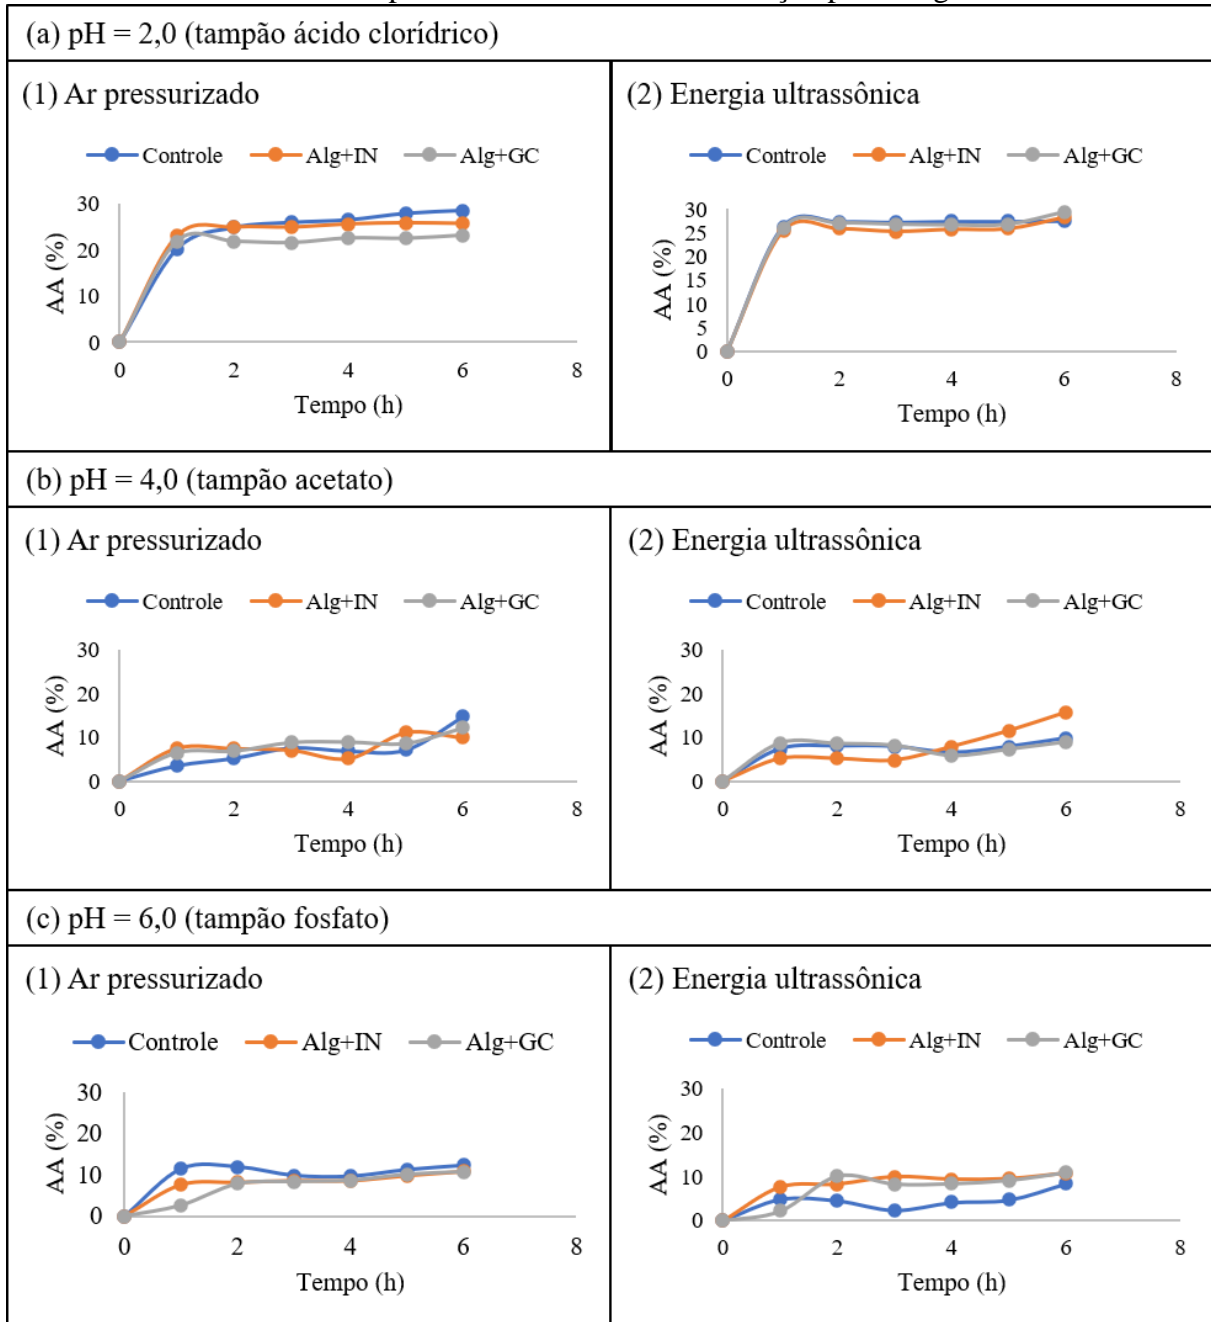 (a) pH = 2,0 (tampão ácido clorídrico)
(1) Ar pressurizado
Controle Alg+IN Alg+GC
30
20
10
0
AA (%)
0 2 4 6 8
Tempo (h)
(2) Energia ultrassônica
Controle Alg+IN Alg+GC
30
25
20
15
10
5
0
AA (%)
0 2 4 6 8
Tempo (h)
(b) pH = 4,0 (tampão acetato)
(1) Ar pressurizado
Controle Alg+IN Alg+GC
30
20
10
0
AA (%)
0 2 4 6 8
Tempo (h)
(2) Energia ultrassônica
Controle Alg+IN Alg+GC
30
20
10
0
AA (%)
0 2 4 6 8
Tempo (h)
(c) pH = 6,0 (tampão fosfato)
(1) Ar pressurizado
Controle Alg+IN Alg+GC
30
20
10
0
AA (%)
0 2 4 6 8
Tempo (h)
(2) Energia ultrassônica
Controle Alg+IN Alg+GC
30
20
10
0
AA (%)
0 2 4 6 8
Tempo (h)